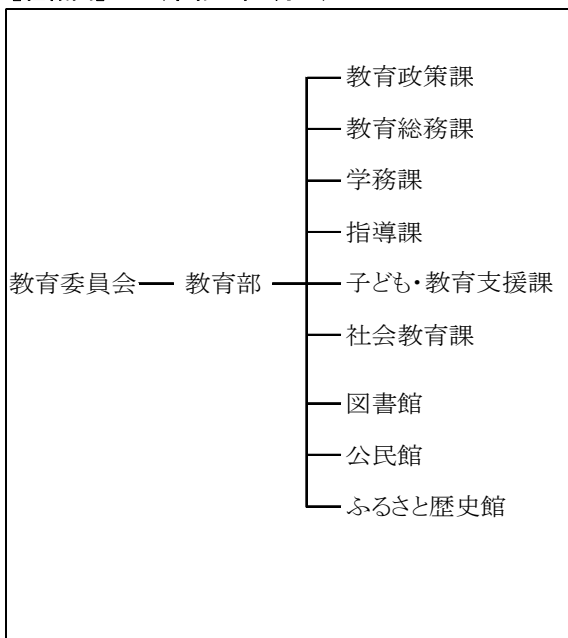 教育政策課
教育総務課
学務課
指導課
教育委員会 教育部 子ども・教育支援課
社会教育課
図書館
公民館
ふるさと歴史館